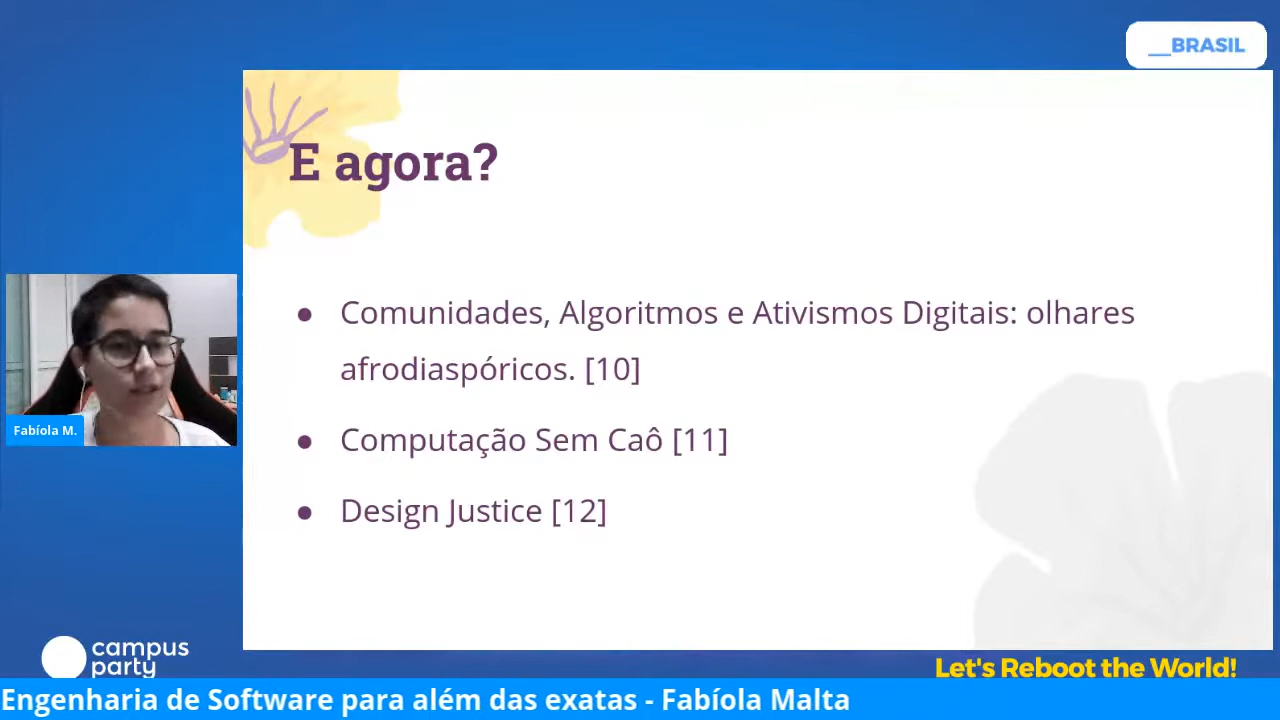 __BRASIL
E agora?
● Comunidades, Algoritmos e Ativismos Digitais: olhares
afrodiaspóricos. [10]
● Computação Sem Caô [11]
● Design Justice [12]
Fabíola M.
campus
party
Let's Reboot the World!
Engenharia de Software para além das exatas - Fabíola Malta